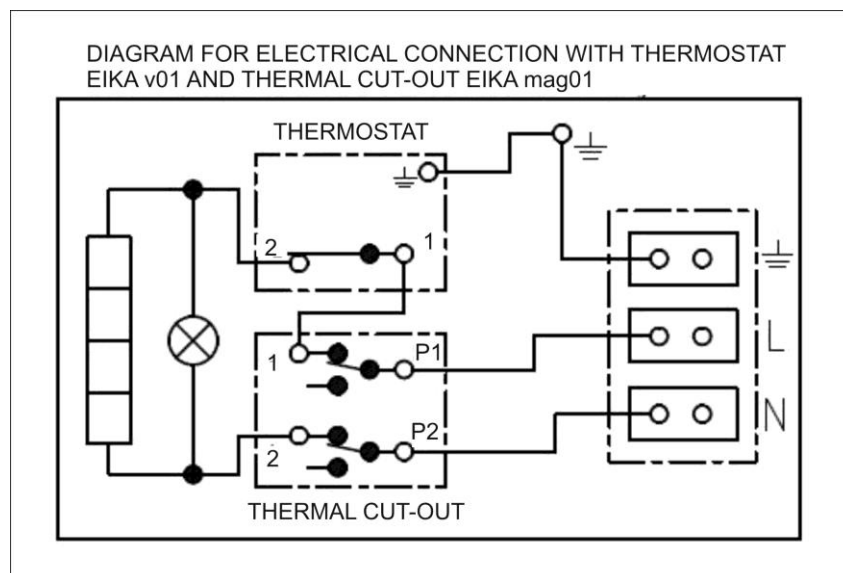 DIAGRAM FOR ELECTRICAL CONNECTION WITH THERMOSTAT
EIKA v01 AND THERMAL CUT-OUT EIKA mag01
THERMOSTAT
2
1
1
P1
L
2
P2
N
THERMAL CUT-OUT